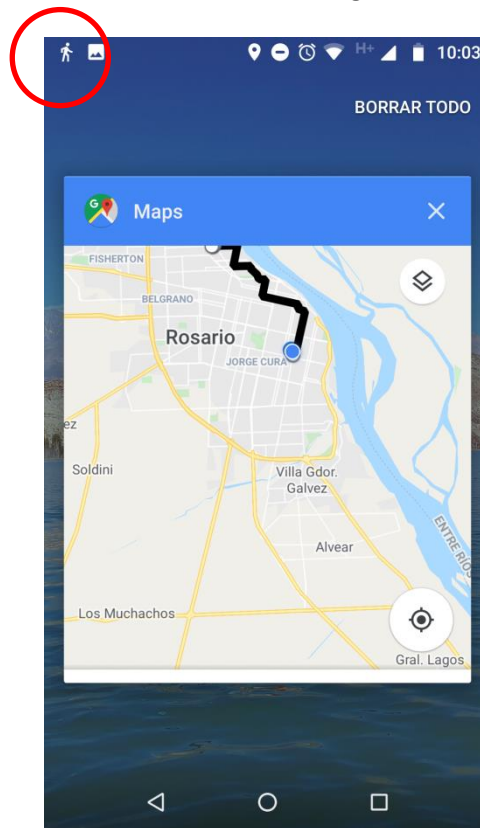 H+ 10:03
BORRAR TODO
G Maps
FISHERTON
BELGRANO
Rosario
JORGE CURA
ez
Soldini
Villa Gdor.
Galvez
Alvear
ENTRE RIOS
Los Muchachos
Gral. Lagos